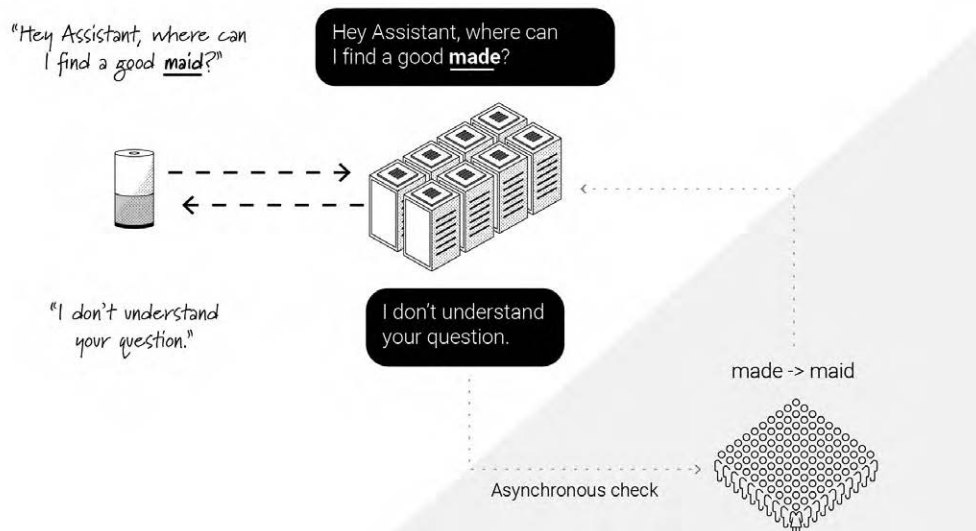 "Hey Assistant, where can
I find a good maid?"
Hey Assistant, where can
I find a good made?
"I don't understand
your question."
I don't understand
your question.
made -> maid
Asynchronous check